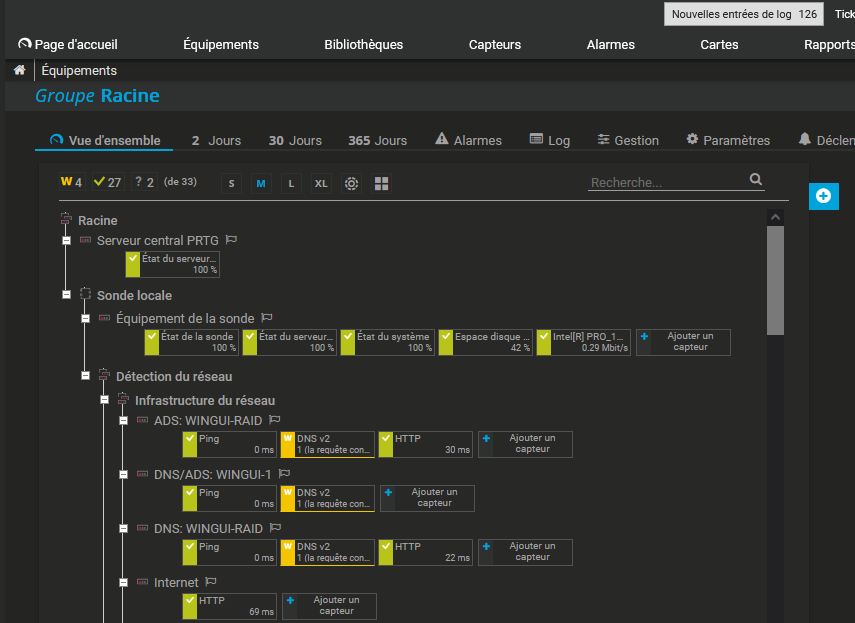 Nouvelles entrées de log 126 Tick
Page d'accueil Équipements Bibliothèques Capteurs Alarmes Cartes Rapports
Équipements
Groupe Racine
Vue d'ensemble 2 Jours 30 Jours 365 Jours Alarmes Log Gestion Paramètres Déclen
W 4 27 ? 2 (de 33) S M L XL Recherche...
Racine
Serveur central PRTG
État du serveur...
100 %
Sonde locale
Équipement de la sonde
État de la sonde État du serveur... État du système Espace disque ... Intel[R] PRO_1... Ajouter un
100 % 100 % 100 % 42 % 0.29 Mbit/s capteur
Détection du réseau
Infrastructure du réseau
ADS: WINGUI-RAID
Ping W DNS v2 HTTP Ajouter un
0 ms 1 (la requête con... 30 ms capteur
DNS/ADS: WINGUI-1
Ping W DNS v2 Ajouter un
0 ms 1 (la requête con... capteur
DNS: WINGUI-RAID
Ping W DNS v2 HTTP Ajouter un
0 ms 1 (la requête con... 22 ms capteur
Internet
HTTP Ajouter un
69 ms capteur